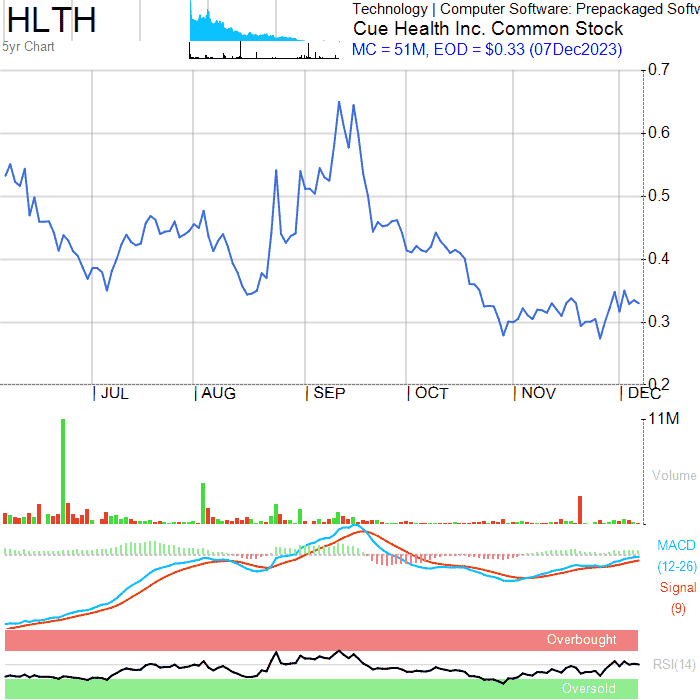 HLTH
5yr Chart
Technology | Computer Software: Prepackaged Softw
Cue Health Inc. Common Stock
MC = 51M, EOD = $0.33 (07Dec2023)
0.7
0.6
0.5
0.4
0.3
0.2
JUL AUG SEP OCT NOV DEC
11M
Volume
MACD
(12-26)
Signal
(9)
Overbought
RSI(14)
Oversold